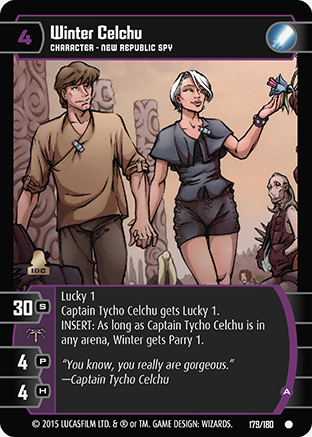 4 Winter Celchu
CHARACTER - NEW REPUBLIC SPY
IDC
30 S
Lucky 1
Captain Tycho Celchu gets Lucky 1.
INSERT: As long as Captain Tycho Celchu is in
any arena, Winter gets Parry 1.
4 P
“You know, you really are gorgeous.”
—Captain Tycho Celchu
4 H
A
© 2015 LUCASFILM LTD. & ® or TM. GAME DESIGN: WIZARDS. 179/180